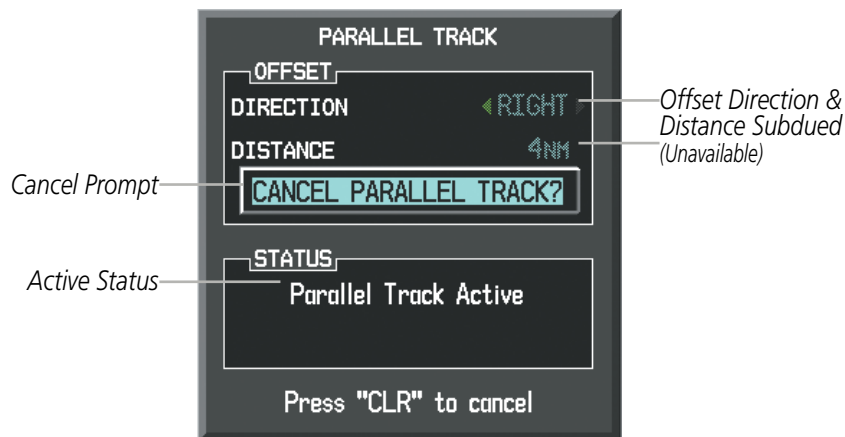 PARALLEL TRACK
OFFSET
DIRECTION RIGHT
DISTANCE 4NM
CANCEL PARALLEL TRACK?
STATUS
Parallel Track Active
Press "CLR" to cancel
Offset Direction &
Distance Subdued
(Unavailable)
Cancel Prompt
Active Status